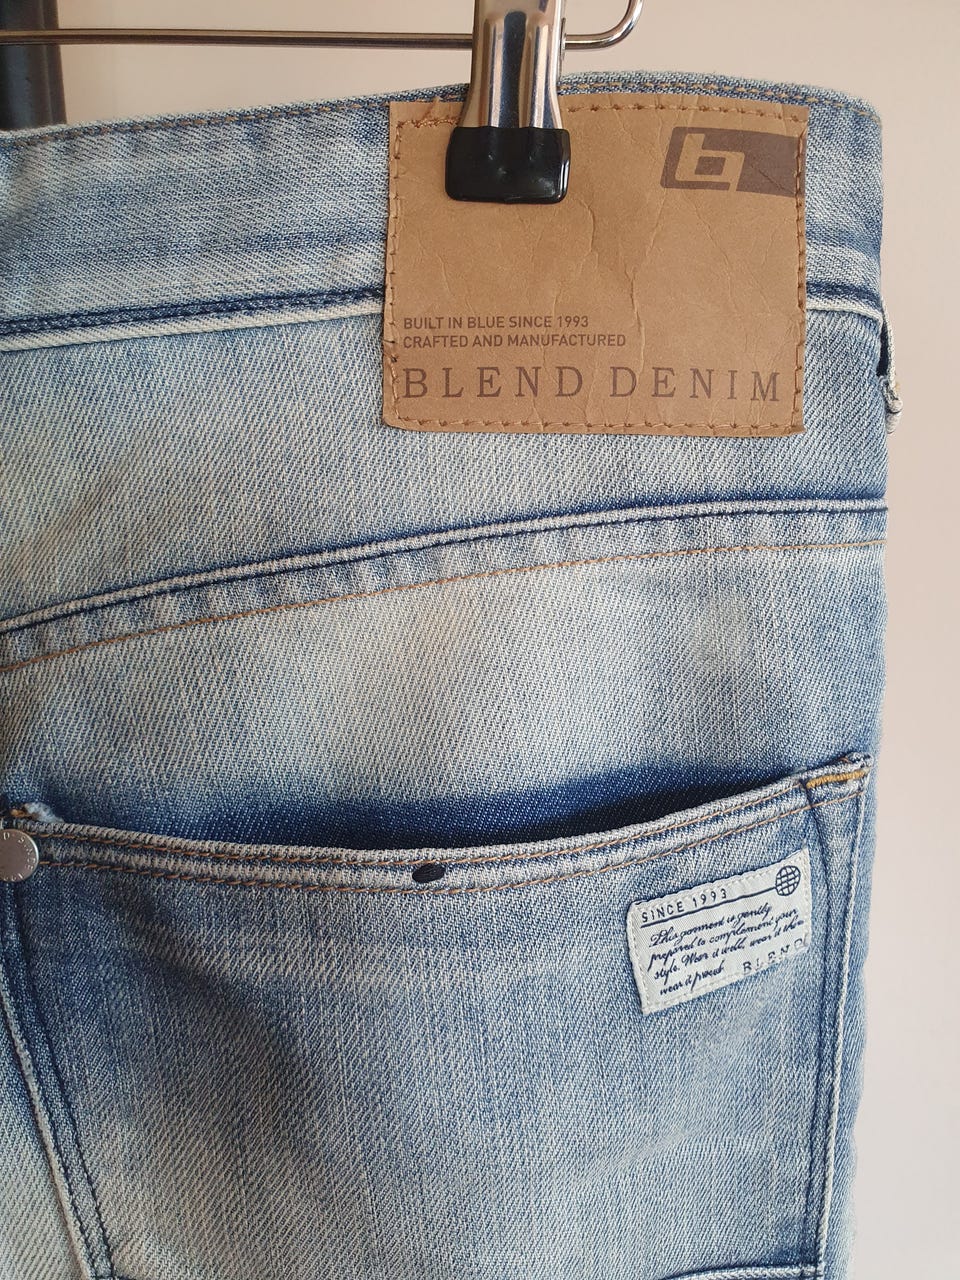 b
BUILT IN BLUE SINCE 1993
CRAFTED AND MANUFACTURED
BLEND DENIM
SINCE 1993
This garment is gently
prepared to complement your
style. Wear it well, wear it
wear it proud
BLEND